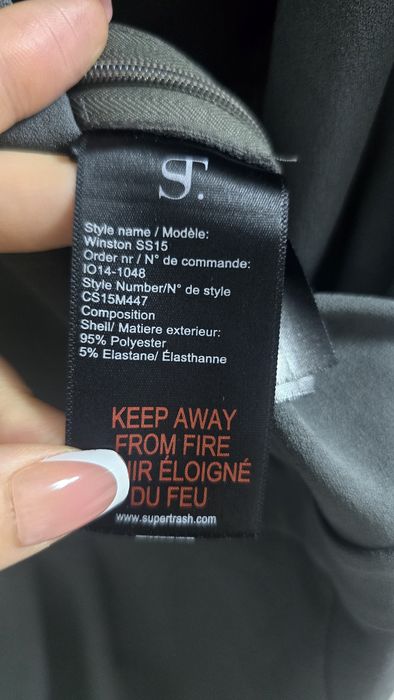 ST.
Style name / Modèle:
Winston SS15
Order nr / N° de commande:
IO14-1048
Style Number/N° de style
CS15M447
Composition
Shell/ Matiere exterieur:
95% Polyester
5% Elastane/ Élasthanne
KEEP AWAY
FROM FIRE
ÉLOIGNÉ
DU FEU
www.supertrash.com